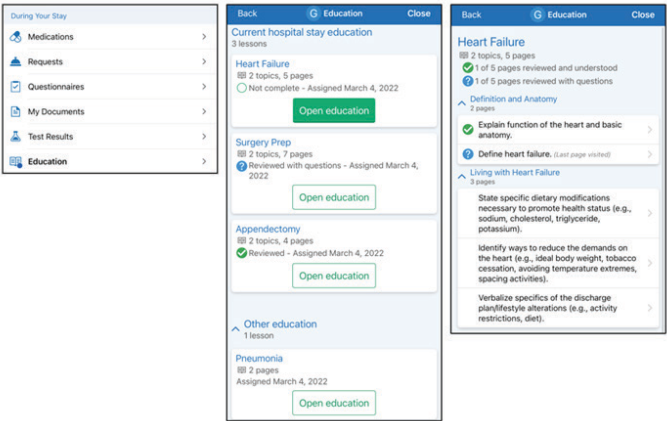 During Your Stay
Medications
Requests
Questionnaires
My Documents
Test Results
Education
Back
G Education
Close
Current hospital stay education
3 lessons
Heart Failure
2 topics, 5 pages
Not complete - Assigned March 4, 2022
Open education
Surgery Prep
2 topics, 7 pages
Reviewed with questions - Assigned March 4,
2022
Open education
Appendectomy
2 topics, 4 pages
Reviewed - Assigned March 4, 2022
Open education
Other education
1 lesson
Pneumonia
2 pages
Assigned March 4, 2022
Open education
Back
G Education
Close
Heart Failure
2 topics, 5 pages
1 of 5 pages reviewed and understood
1 of 5 pages reviewed with questions
Definition and Anatomy
2 pages
Explain function of the heart and basic
anatomy.
Define heart failure. (Last page visited)
Living with Heart Failure
3 pages
State specific dietary modifications
necessary to promote health status (e.g.,
sodium, cholesterol, triglyceride,
potassium).
Identify ways to reduce the demands on
the heart (e.g., ideal body weight, tobacco
cessation, avoiding temperature extremes,
spacing activities).
Verbalize specifics of the discharge
plan/lifestyle alterations (e.g., activity
restrictions, diet).